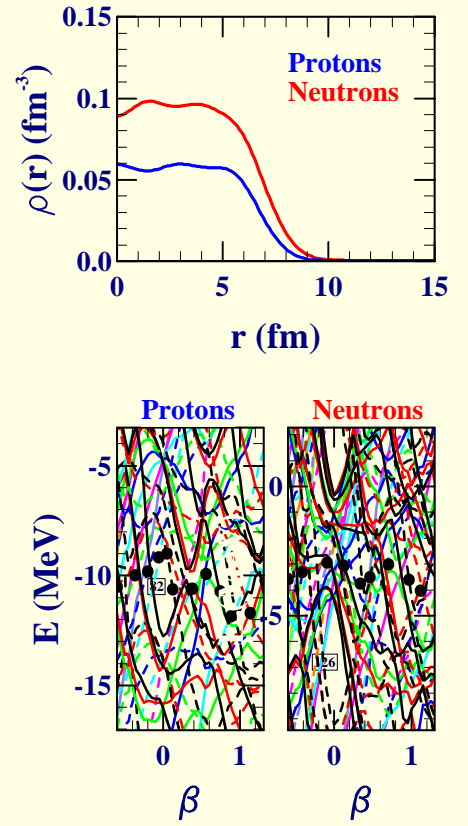 ρ(r) (fm-3)
0.15
0.1
0.05
0.0
Protons
Neutrons
0 5 10 15
r (fm)
Protons Neutrons
E (MeV)
-5
-10
-15
82
0
-5
126
0 1 0 1
β β